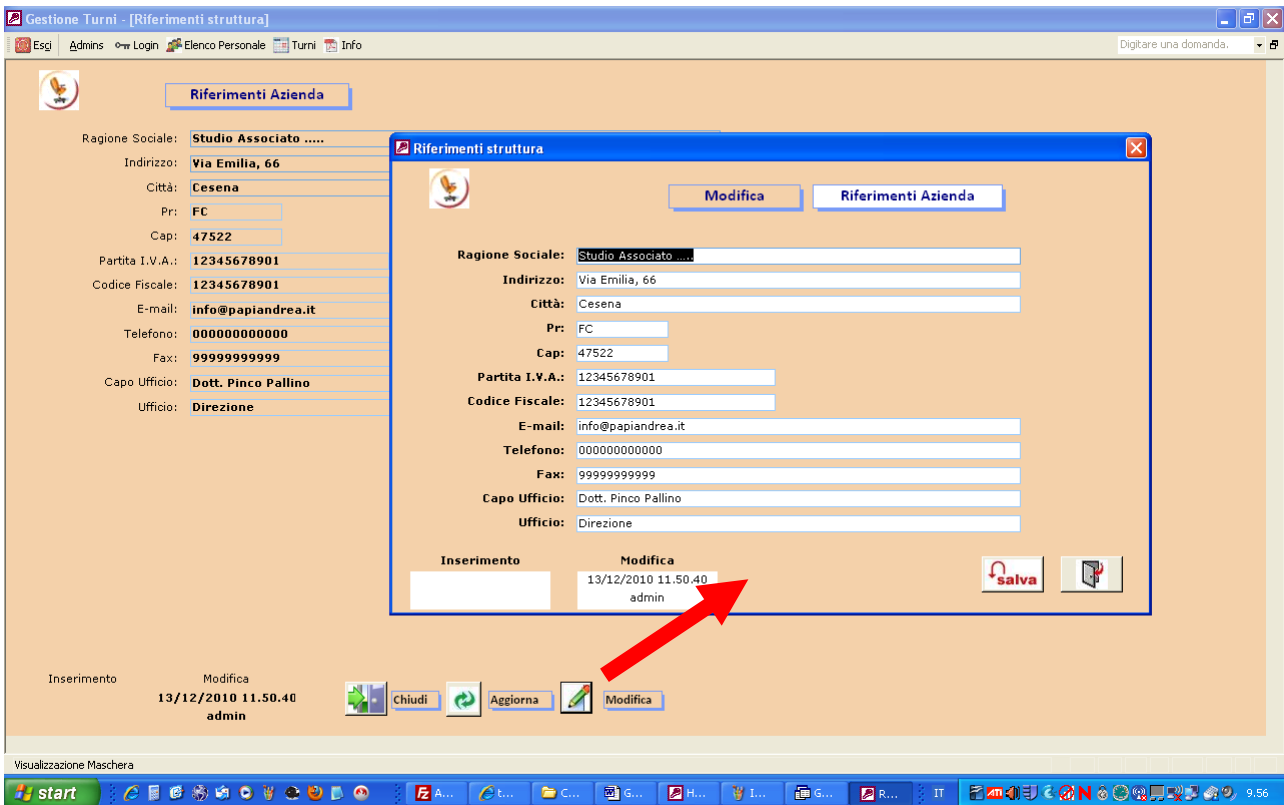 Gestione Turni - [Riferimenti struttura]
Esci Admins Login Elenco Personale Turni Info Digitare una domanda.
Riferimenti Azienda
Ragione Sociale: Studio Associato .....
Indirizzo: Via Emilia, 66
Città: Cesena
Pr: FC
Cap: 47522
Partita I.V.A.: 12345678901
Codice Fiscale: 12345678901
E-mail: info@papiandrea.it
Telefono: 000000000000
Fax: 99999999999
Capo Ufficio: Dott. Pinco Pallino
Ufficio: Direzione
Riferimenti struttura
Modifica Riferimenti Azienda
Ragione Sociale: Studio Associato .....
Indirizzo: Via Emilia, 66
Città: Cesena
Pr: FC
Cap: 47522
Partita I.V.A.: 12345678901
Codice Fiscale: 12345678901
E-mail: info@papiandrea.it
Telefono: 000000000000
Fax: 99999999999
Capo Ufficio: Dott. Pinco Pallino
Ufficio: Direzione
Inserimento Modifica
13/12/2010 11.50.40
admin
salva
Inserimento Modifica
13/12/2010 11.50.40
admin
Chiudi Aggiorna Modifica
Visualizzazione Maschera
start A... t... C... G... H... I... G... R... IT 9.56